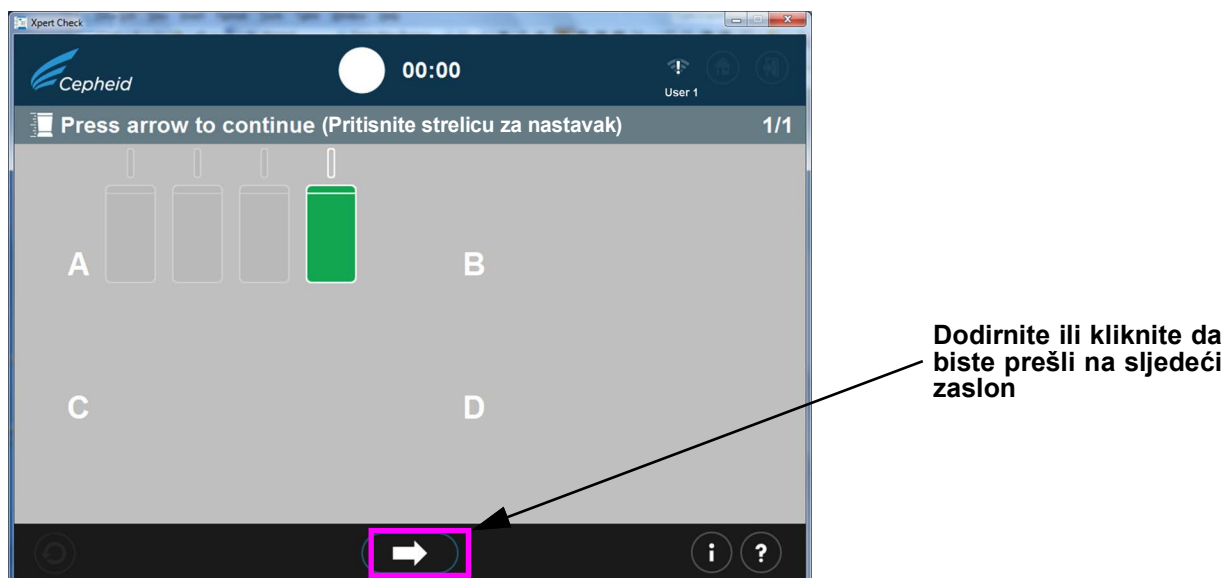 Xpert Check
Cepheid
00:00
User 1
Press arrow to continue (Pritisnite strelicu za nastavak) 1/1
A B
C D
Dodirnite ili kliknite da
biste prešli na sljedeći
zaslon
i ?